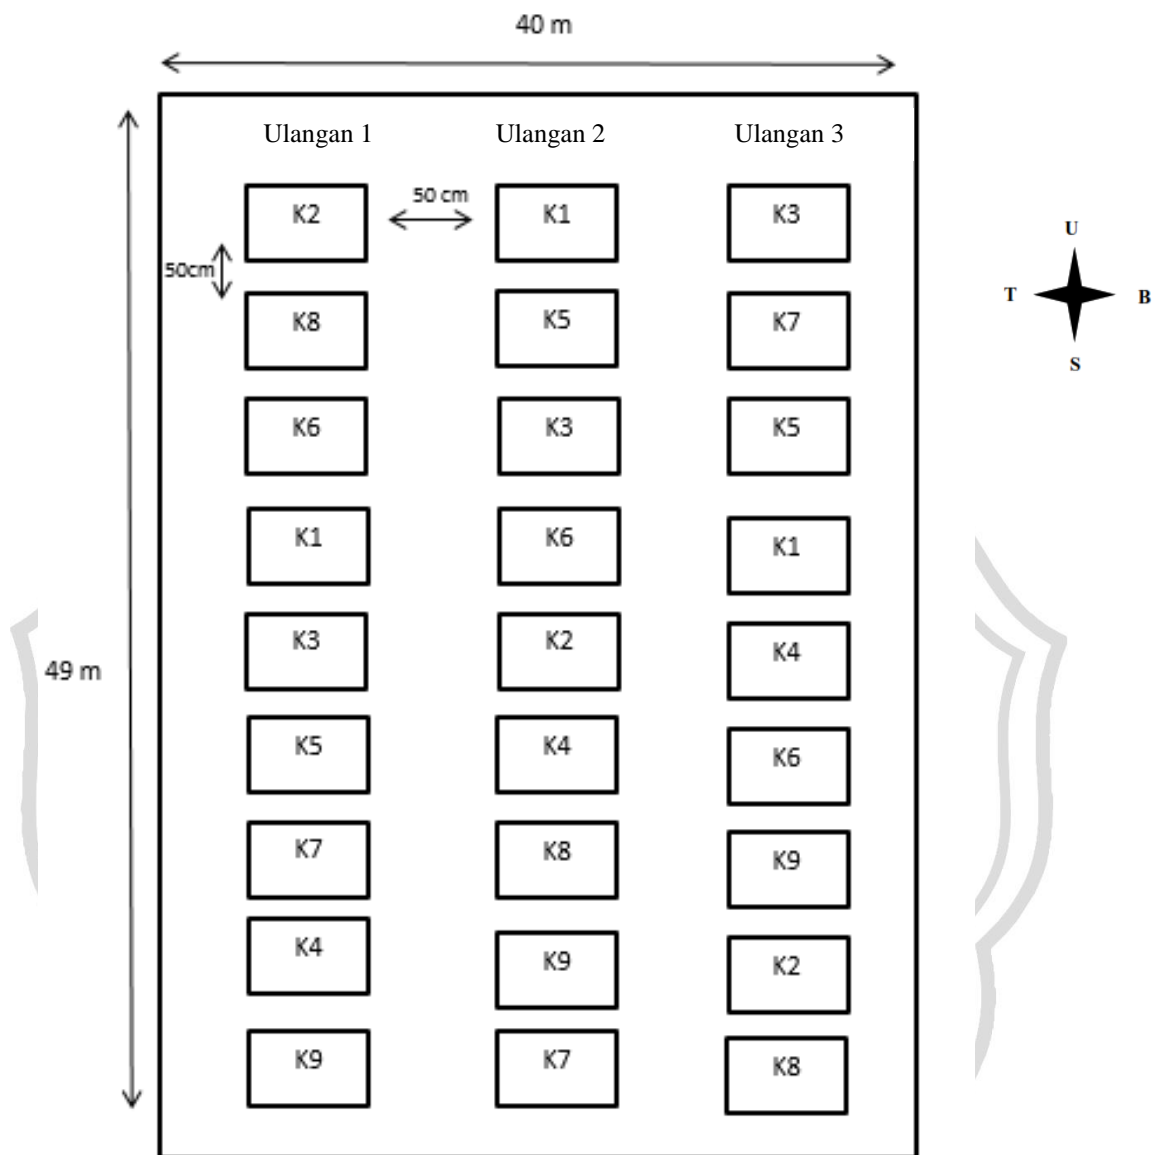 40 m
Ulangan 1 Ulangan 2 Ulangan 3
K2 50 cm K1 K3
50cm
K8 K5 K7
K6 K3 K5
K1 K6 K1
K3 K2 K4
49 m
K5 K4 K6
K7 K8 K9
K4 K9 K2
K9 K7 K8
U
T B
S